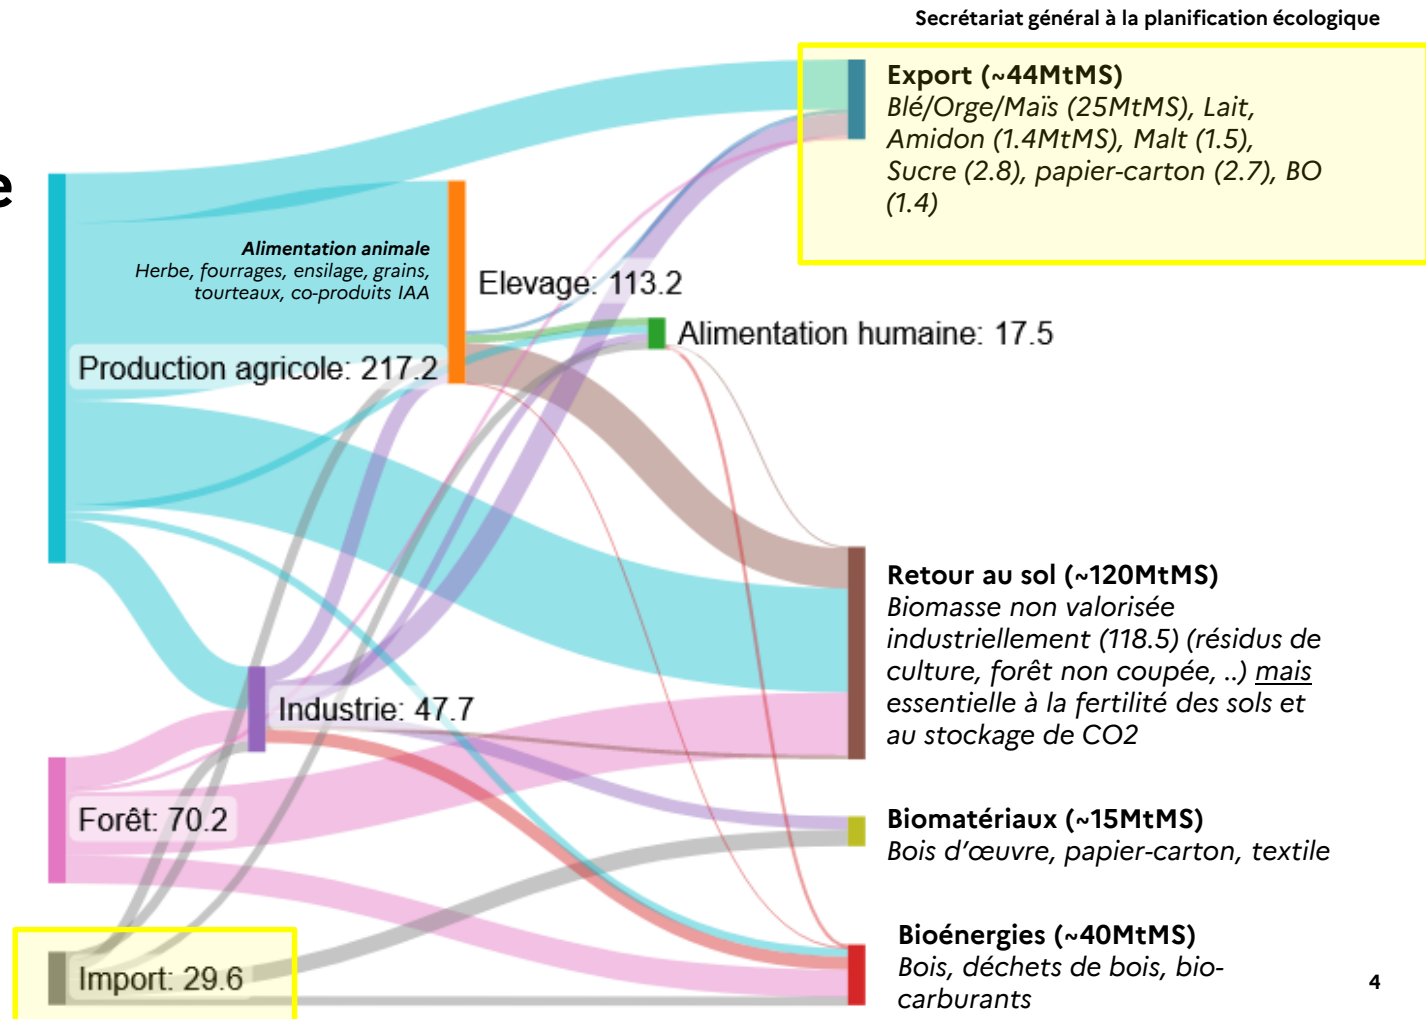 Secrétariat général à la planification écologique
e
Export (~44MtMS)
Blé/Orge/Maïs (25MtMS), Lait,
Amidon (1.4MtMS), Malt (1.5),
Sucre (2.8), papier-carton (2.7), BO
(1.4)
Alimentation animale
Herbe, fourrages, ensilage, grains,
tourteaux, co-produits IAA
Elevage: 113.2
Alimentation humaine: 17.5
Production agricole: 217.2
Retour au sol (~120MtMS)
Biomasse non valorisée
industriellement (118.5) (résidus de
culture, forêt non coupée, ..) mais
essentielle à la fertilité des sols et
au stockage de CO2
Industrie: 47.7
Forêt: 70.2
Biomatériaux (~15MtMS)
Bois d’œuvre, papier-carton, textile
Import: 29.6
Bioénergies (~40MtMS)
Bois, déchets de bois, bio-
carburants
4